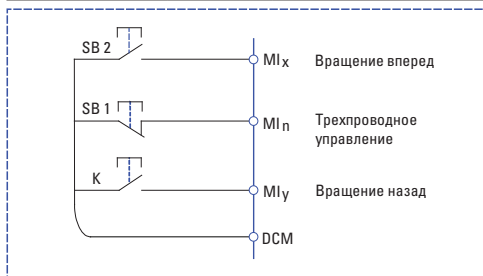 SB 2
MIx
Вращение вперед
SB 1
MIn
Трехпроводное
управление
K
MIy
Вращение назад
DCM